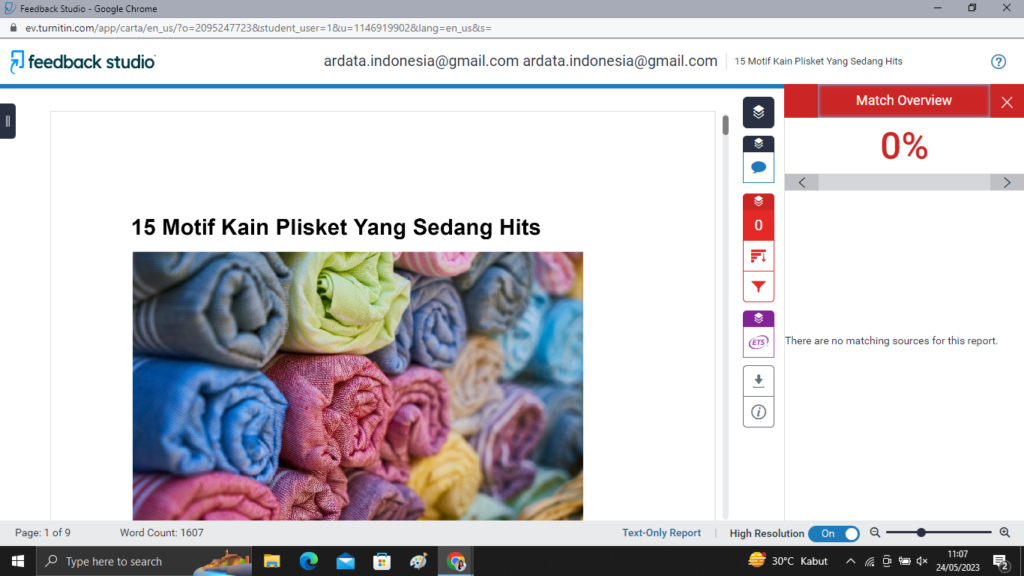 Feedback Studio - Google Chrome
ev.turnitin.com/app/carta/en_us/?o=2095247723&student_user=1&u=1146919902&lang=en_us&s=
feedback studio
ardata.indonesia@gmail.com ardata.indonesia@gmail.com
15 Motif Kain Plisket Yang Sedang Hits
?
Match Overview
0%
15 Motif Kain Plisket Yang Sedang Hits
0
ETS
There are no matching sources for this report.
i
Page: 1 of 9
Word Count: 1607
Text-Only Report
High Resolution
On
Type here to search
30°C Kabut
11:07
24/05/2023
2